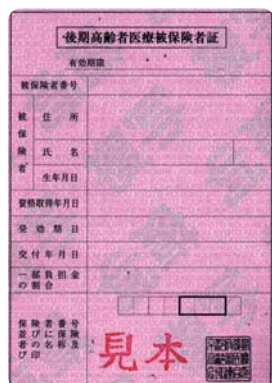 後期高齢者医療被保険者証
有効期限
被保険者番号
被保険者
住所
氏名
生年月日
資格取得年月日
発効期日
交付年月日
一部負担金
の割合
保険者番号
並びに保険
者の名称及
び印
見本